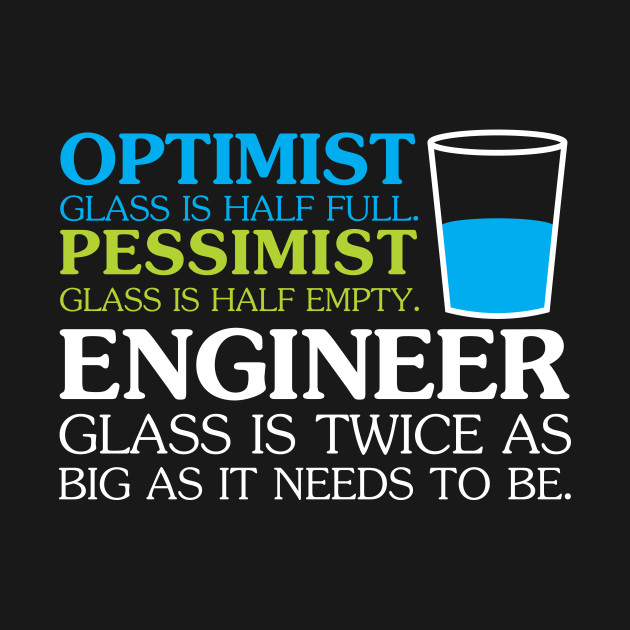 OPTIMIST
GLASS IS HALF FULL.
PESSIMIST
GLASS IS HALF EMPTY.
ENGINEER
GLASS IS TWICE AS
BIG AS IT NEEDS TO BE.